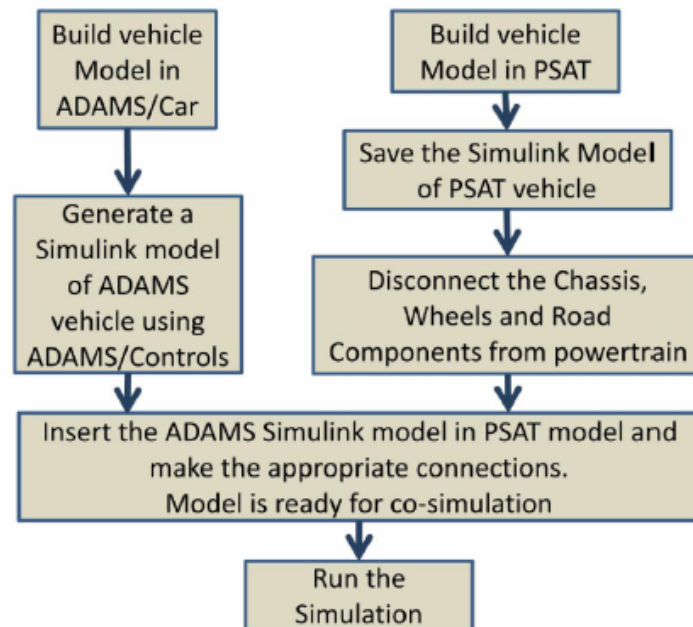 Build vehicle
Model in
ADAMS/Car
Build vehicle
Model in PSAT
Save the Simulink Model
of PSAT vehicle
Generate a
Simulink model
of ADAMS
vehicle using
ADAMS/Controls
Disconnect the Chassis,
Wheels and Road
Components from powertrain
Insert the ADAMS Simulink model in PSAT model and
make the appropriate connections.
Model is ready for co-simulation
Run the
Simulation